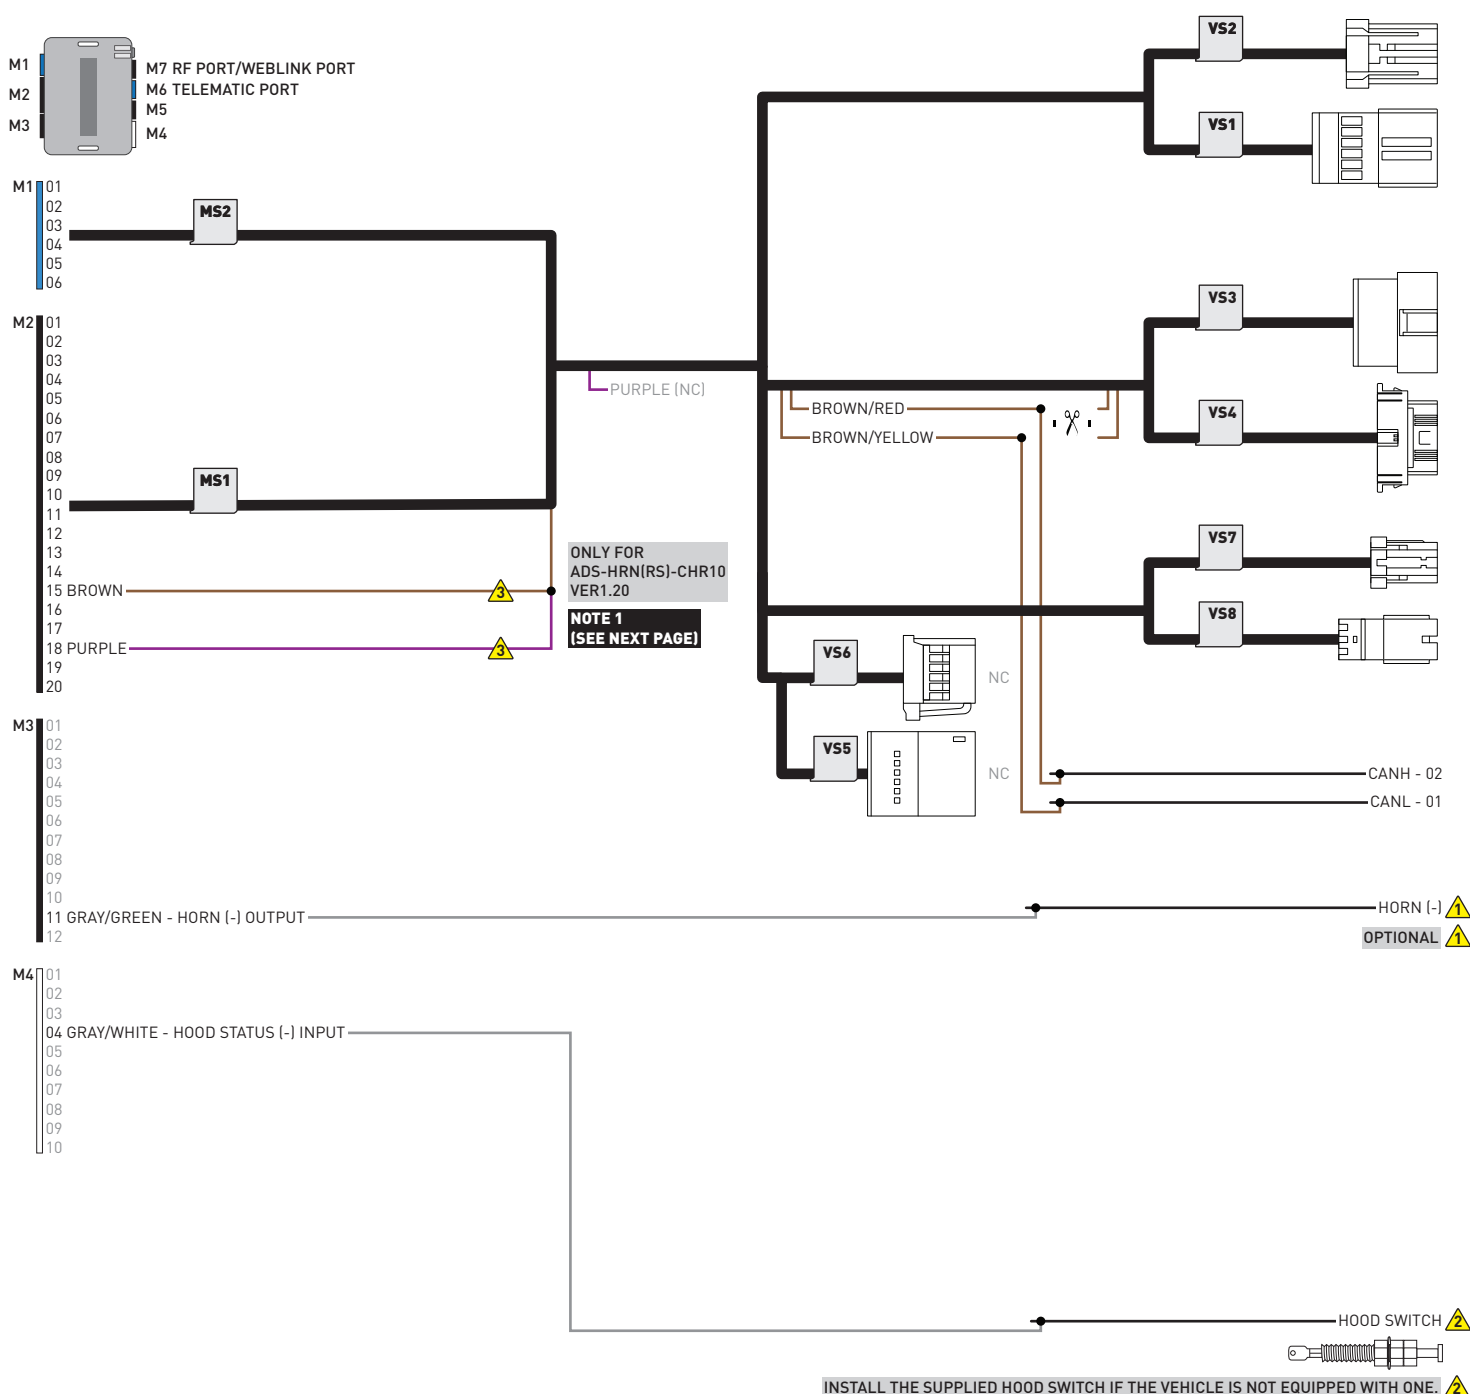 M1
M2
M3
M7 RF PORT/WEBLINK PORT
M6 TELEMATIC PORT
M5
M4
VS2
VS1
M1 01
02
03
04
05
06
MS2
M2 01
02
03
04
05
06
07
08
09
10
11
12
13
14
15 BROWN
16
17
18 PURPLE
19
20
MS1
3
3
PURPLE (NC)
ONLY FOR
ADS-HRN(RS)-CHR10
VER1.20
NOTE 1
(SEE NEXT PAGE)
BROWN/RED
BROWN/YELLOW
VS3
VS4
VS7
VS8
VS6
NC
VS5
NC
CANH - 02
CANL - 01
M3 01
02
03
04
05
06
07
08
09
10
11 GRAY/GREEN - HORN (-) OUTPUT
12
HORN (-) 1
OPTIONAL 1
M4 01
02
03
04 GRAY/WHITE - HOOD STATUS (-) INPUT
05
06
07
08
09
10
HOOD SWITCH 2
INSTALL THE SUPPLIED HOOD SWITCH IF THE VEHICLE IS NOT EQUIPPED WITH ONE. 2